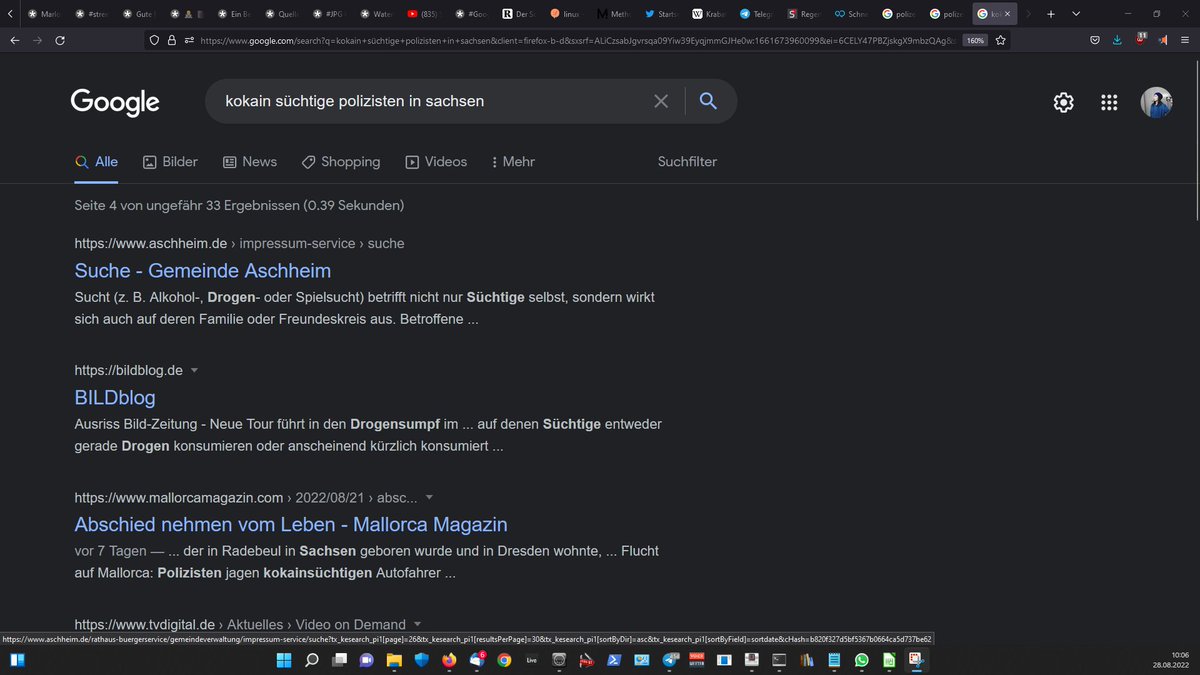 Marlo
#stre
Gute
Ein Be
Quell
#JPG
Water
(835)
#Goo
Der Si
linux
Meth
Starts
Krab
Telegr
Reger
Schne
polize
polize
kok
https://www.google.com/search?q=kokain+süchtige+polizisten+in+sachsen&client=firefox-b-d&sxsrf=ALiCzsabJgvrsqa09Yiw39EyqjmmGJHe0w:1661673960099&ei=6CELY47PBZjskgX9mbzQAg&
160%
11
Google
kokain süchtige polizisten in sachsen
Alle
Bilder
News
Shopping
Videos
Mehr
Suchfilter
Seite 4 von ungefähr 33 Ergebnissen (0.39 Sekunden)
https://www.aschheim.de › impressum-service › suche
Suche - Gemeinde Aschheim
Sucht (z. B. Alkohol-, Drogen- oder Spielsucht) betrifft nicht nur Süchtige selbst, sondern wirkt
sich auch auf deren Familie oder Freundeskreis aus. Betroffene ...
https://bildblog.de
BILDblog
Ausriss Bild-Zeitung - Neue Tour führt in den Drogensumpf im ... auf denen Süchtige entweder
gerade Drogen konsumieren oder anscheinend kürzlich konsumiert ...
https://www.mallorcamagazin.com › 2022/08/21 › absc...
Abschied nehmen vom Leben - Mallorca Magazin
vor 7 Tagen — ... der in Radebeul in Sachsen geboren wurde und in Dresden wohnte, ... Flucht
auf Mallorca: Polizisten jagen kokainsüchtigen Autofahrer ...
https://www.tvdigital.de › Aktuelles › Video on Demand
https://www.aschheim.de/rathaus-buergerservice/gemeindeverwaltung/impressum-service/suche?tx_kesearch_pi1[page]=26&tx_kesearch_pi1[resultsPerPage]=30&tx_kesearch_pi1[sortByDir]=asc&tx_kesearch_pi1[sortByField]=sortdate&cHash=b820f327d5bf5367b0664ca5d737be62
Live
10:06
28.08.2022